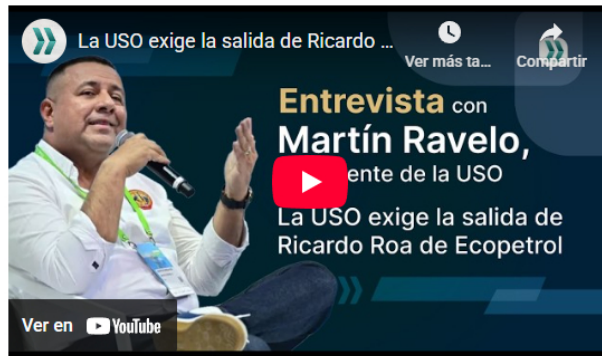 La USO exige la salida de Ricardo ...
Ver más ta...
Compartir
Entrevista con
Martín Ravelo,
ente de la USO
La USO exige la salida de
Ricardo Roa de Ecopetrol
Ver en YouTube